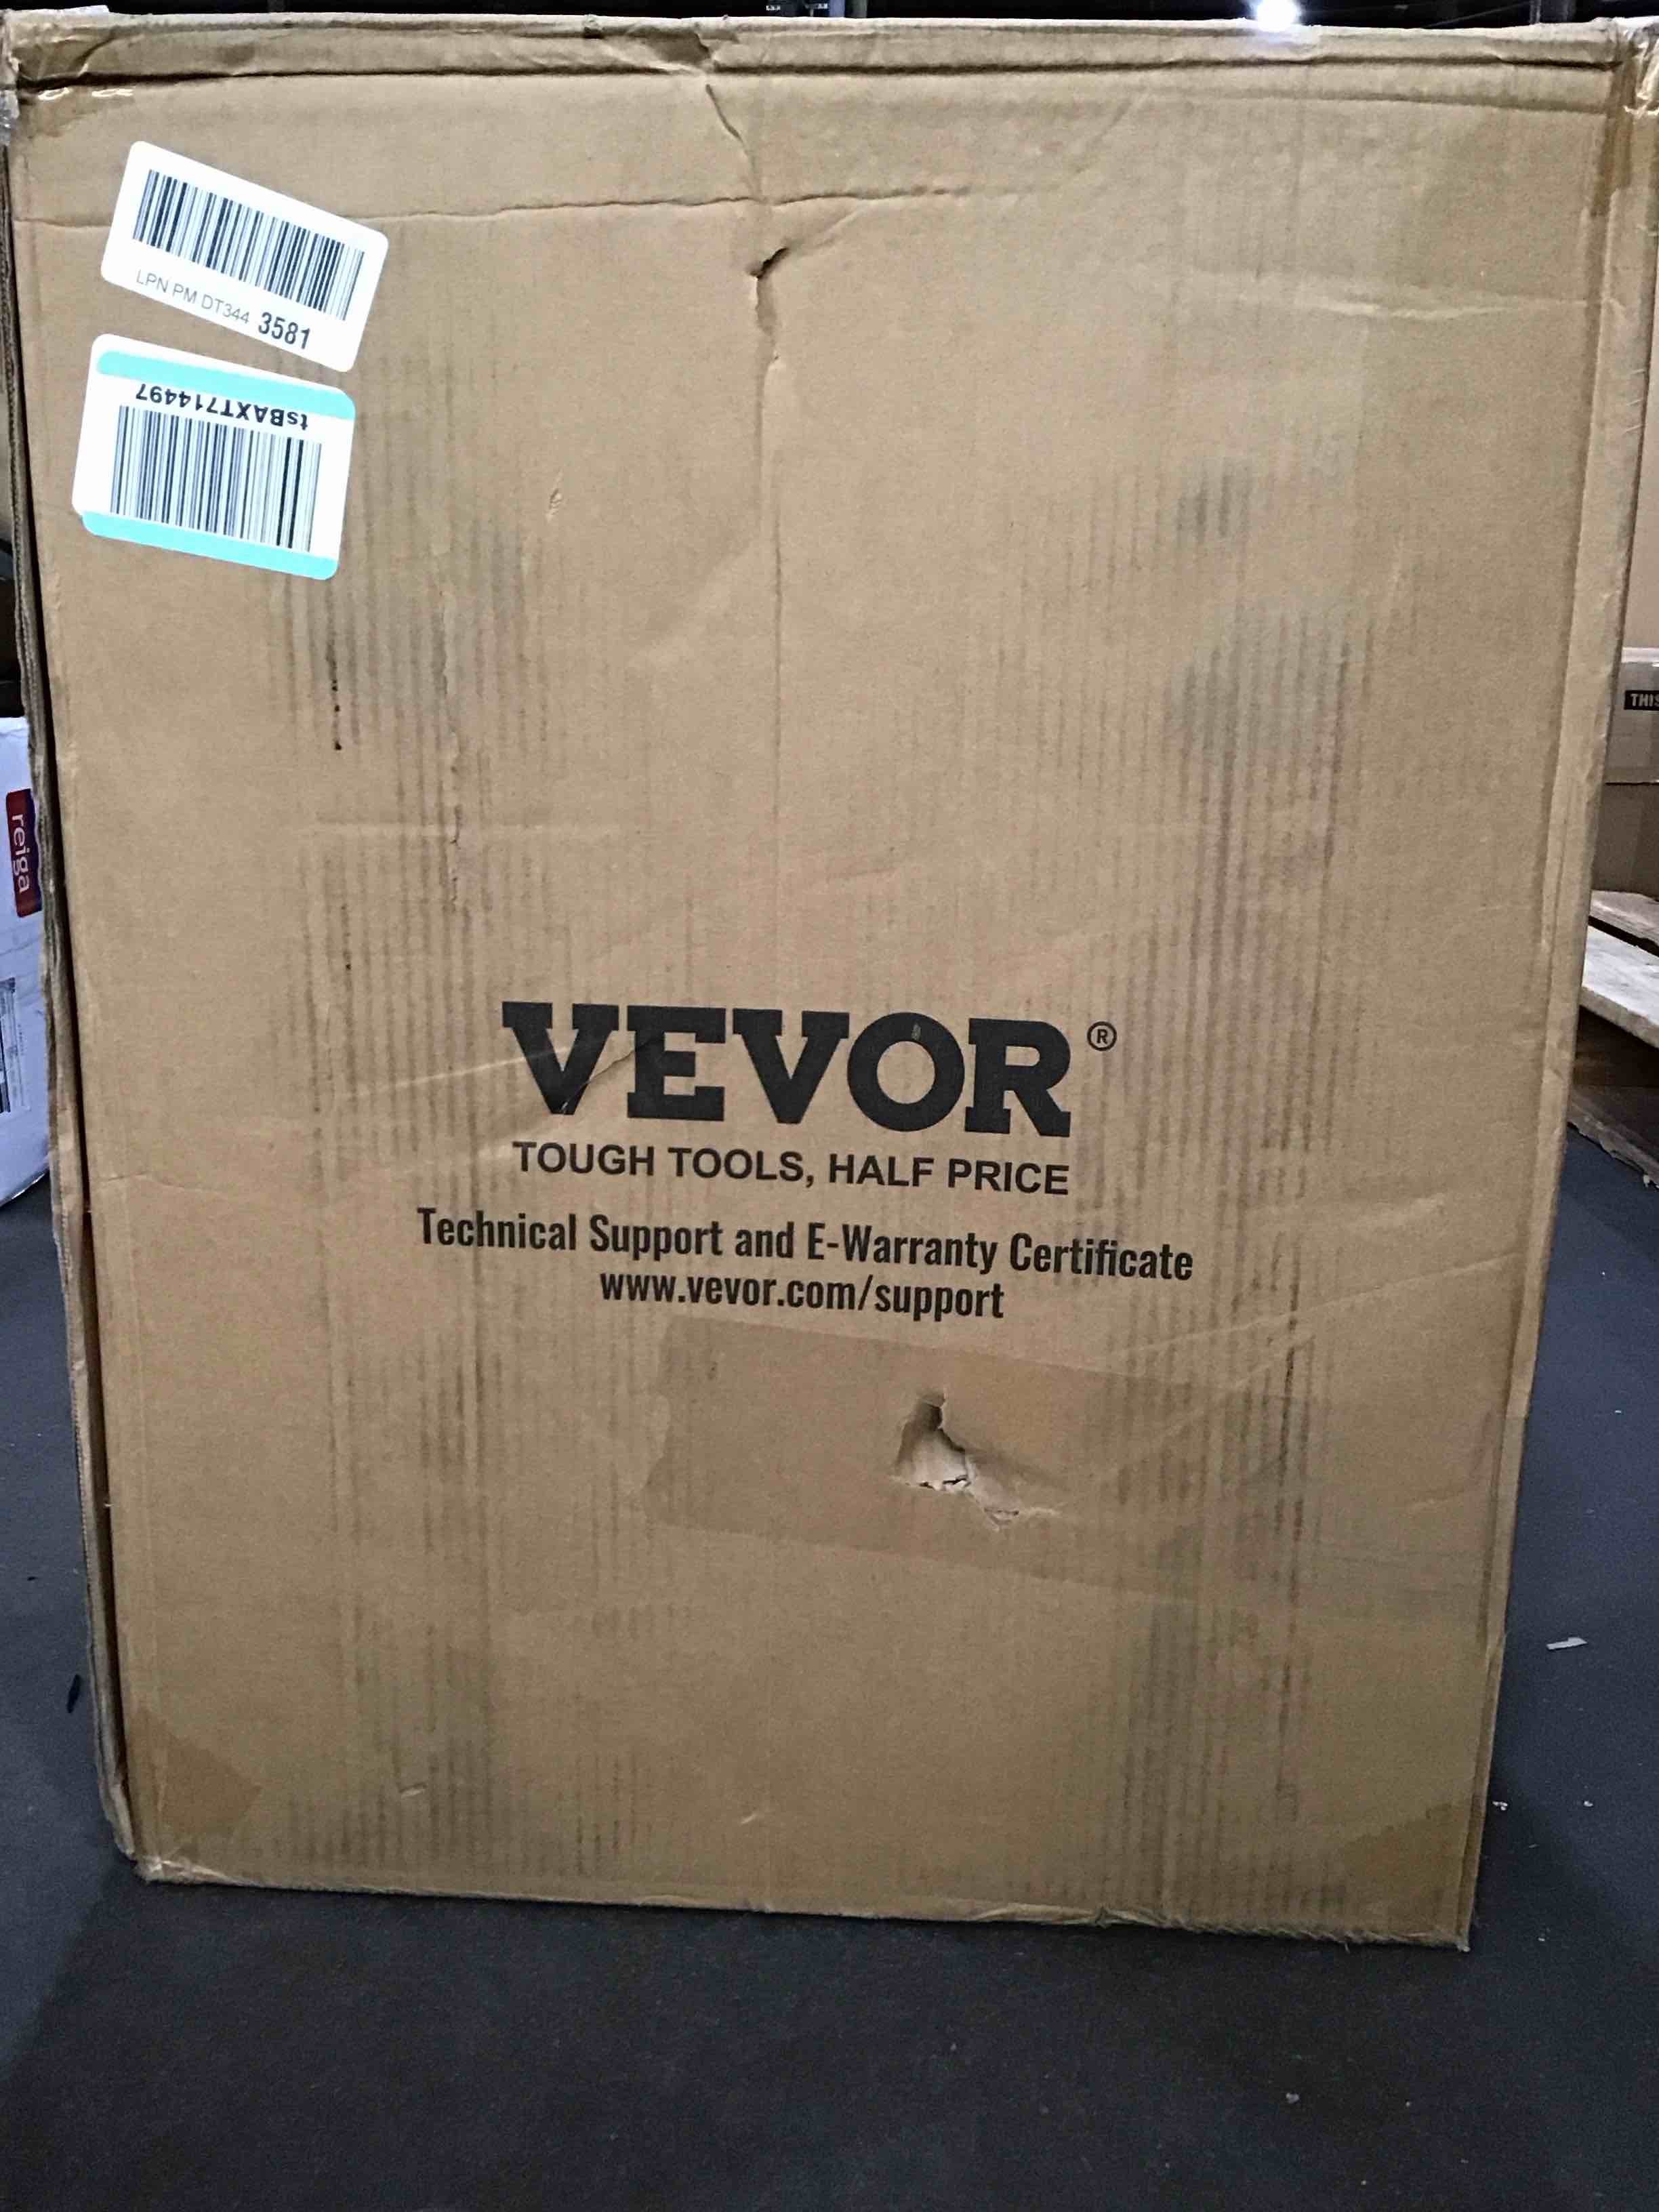 LPN PM DT344 3581
tsBAXT714497
reiga
THIS
VEVOR®
TOUGH TOOLS, HALF PRICE
Technical Support and E-Warranty Certificate
www.vevor.com/support